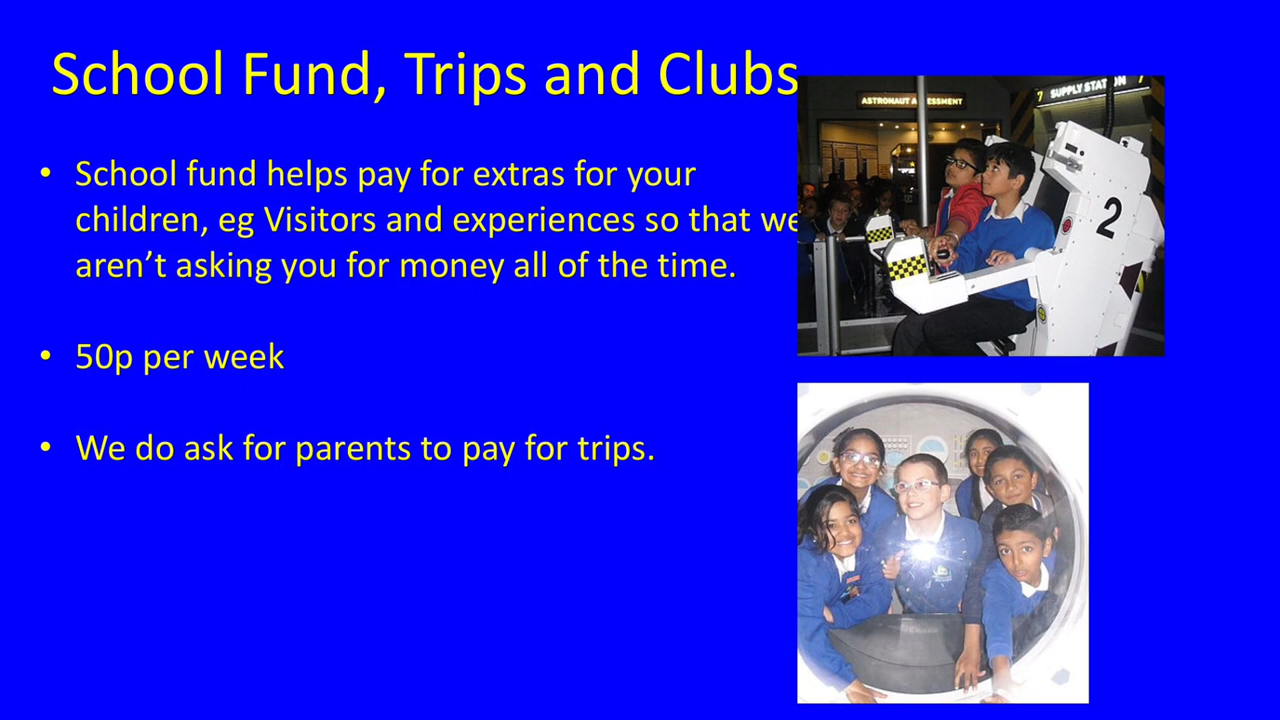 School Fund, Trips and Clubs
• School fund helps pay for extras for your
children, eg Visitors and experiences so that we
aren’t asking you for money all of the time.
• 50p per week
• We do ask for parents to pay for trips.
ASTRONAUT
7 SUPPLY STATION 7
2